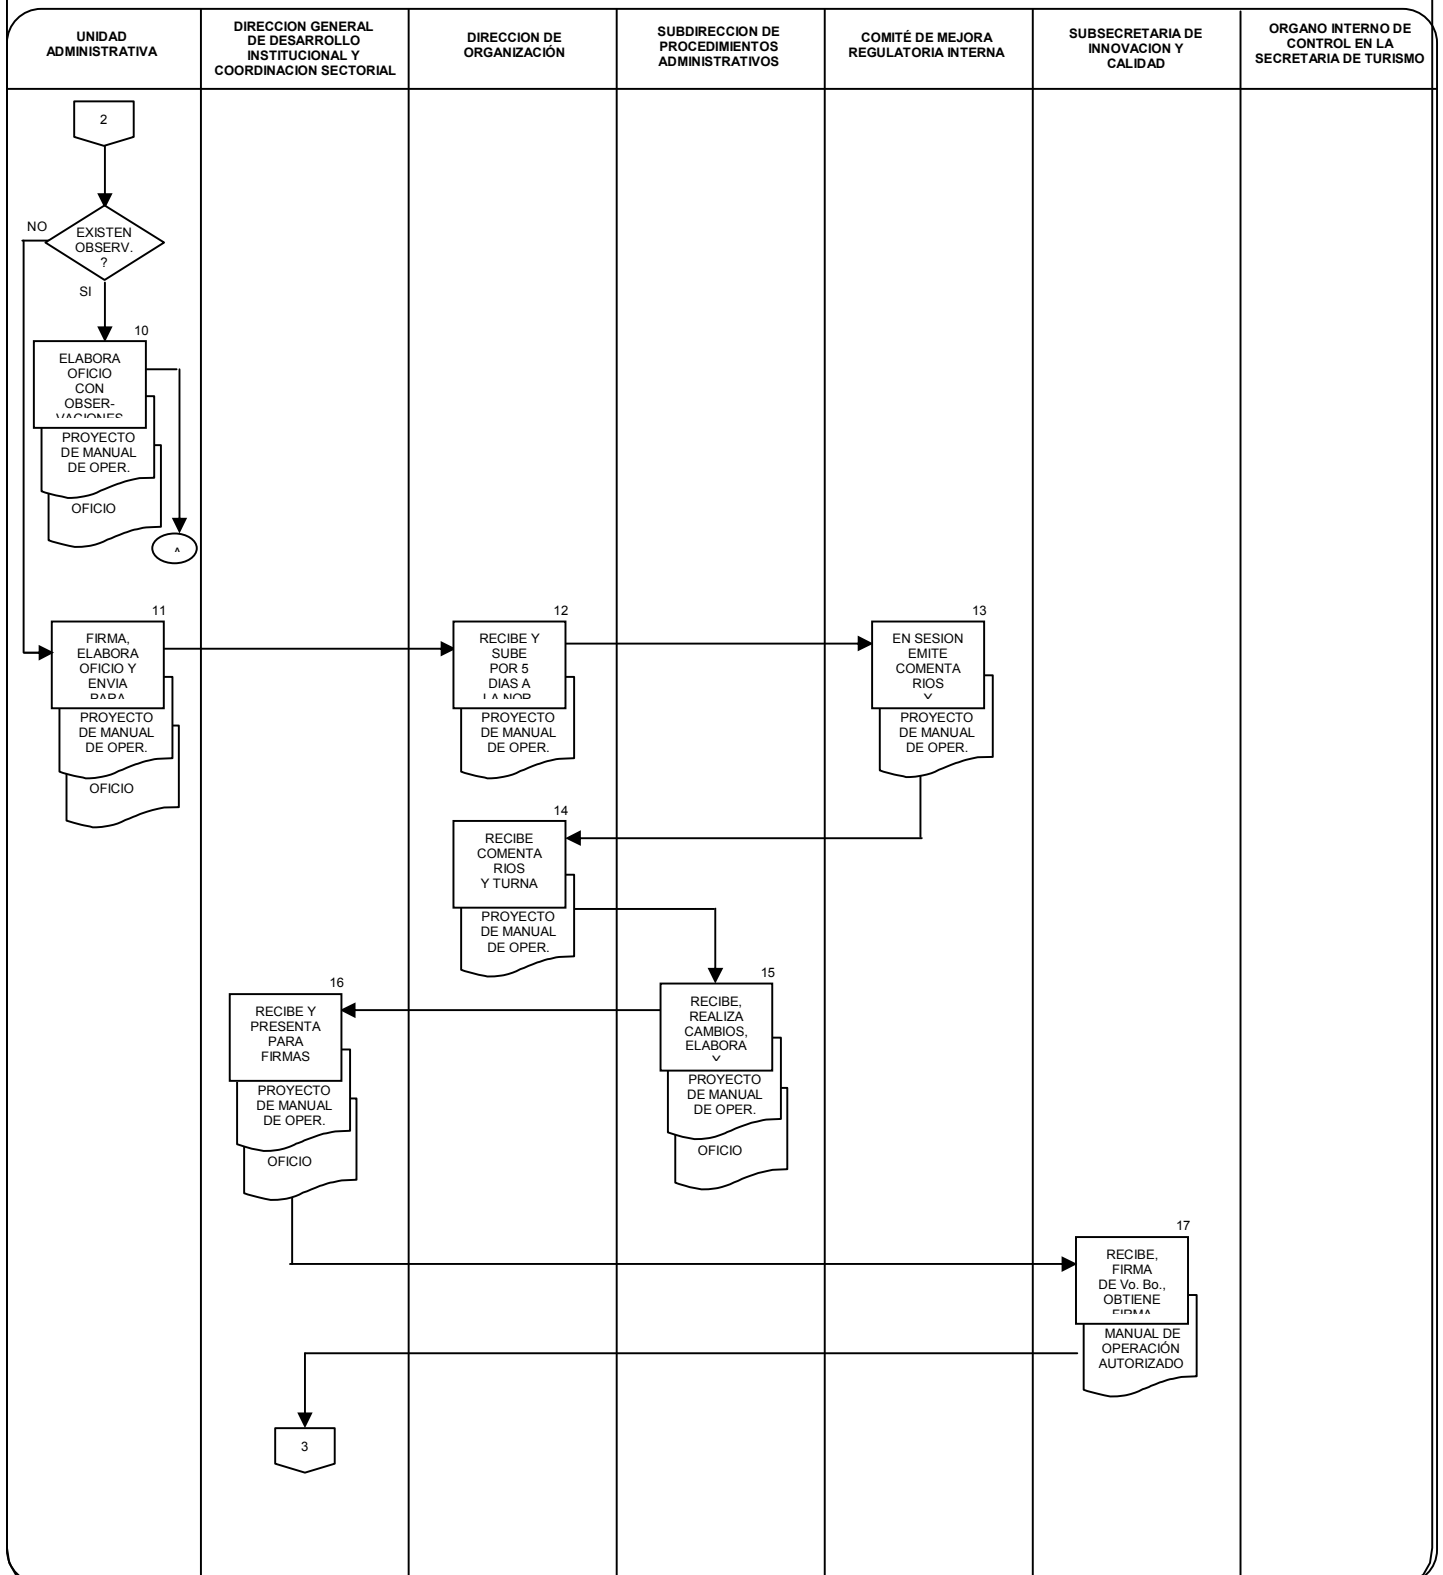 UNIDAD
ADMINISTRATIVA
DIRECCION GENERAL
DE DESARROLLO
INSTITUCIONAL Y
COORDINACION SECTORIAL
DIRECCION DE
ORGANIZACIÓN
SUBDIRECCION DE
PROCEDIMIENTOS
ADMINISTRATIVOS
COMITÉ DE MEJORA
REGULATORIA INTERNA
SUBSECRETARIA DE
INNOVACION Y
CALIDAD
ORGANO INTERNO DE
CONTROL EN LA
SECRETARIA DE TURISMO
2
NO
EXISTEN
OBSERV.
?
SI
10
ELABORA
OFICIO
CON
OBSER-
VACIONES
PROYECTO
DE MANUAL
DE OPER.
OFICIO
11
FIRMA,
ELABORA
OFICIO Y
ENVIA
PARA
PROYECTO
DE MANUAL
DE OPER.
OFICIO
12
RECIBE Y
SUBE
POR 5
DIAS A
LA NOR
PROYECTO
DE MANUAL
DE OPER.
13
EN SESION
EMITE
COMENTA
RIOS
Y
PROYECTO
DE MANUAL
DE OPER.
14
RECIBE
COMENTA
RIOS
Y TURNA
PROYECTO
DE MANUAL
DE OPER.
15
RECIBE,
REALIZA
CAMBIOS,
ELABORA
Y
PROYECTO
DE MANUAL
DE OPER.
OFICIO
16
RECIBE Y
PRESENTA
PARA
FIRMAS
PROYECTO
DE MANUAL
DE OPER.
OFICIO
17
RECIBE,
FIRMA
DE Vo. Bo.,
OBTIENE
FIRMA
MANUAL DE
OPERACIÓN
AUTORIZADO
3